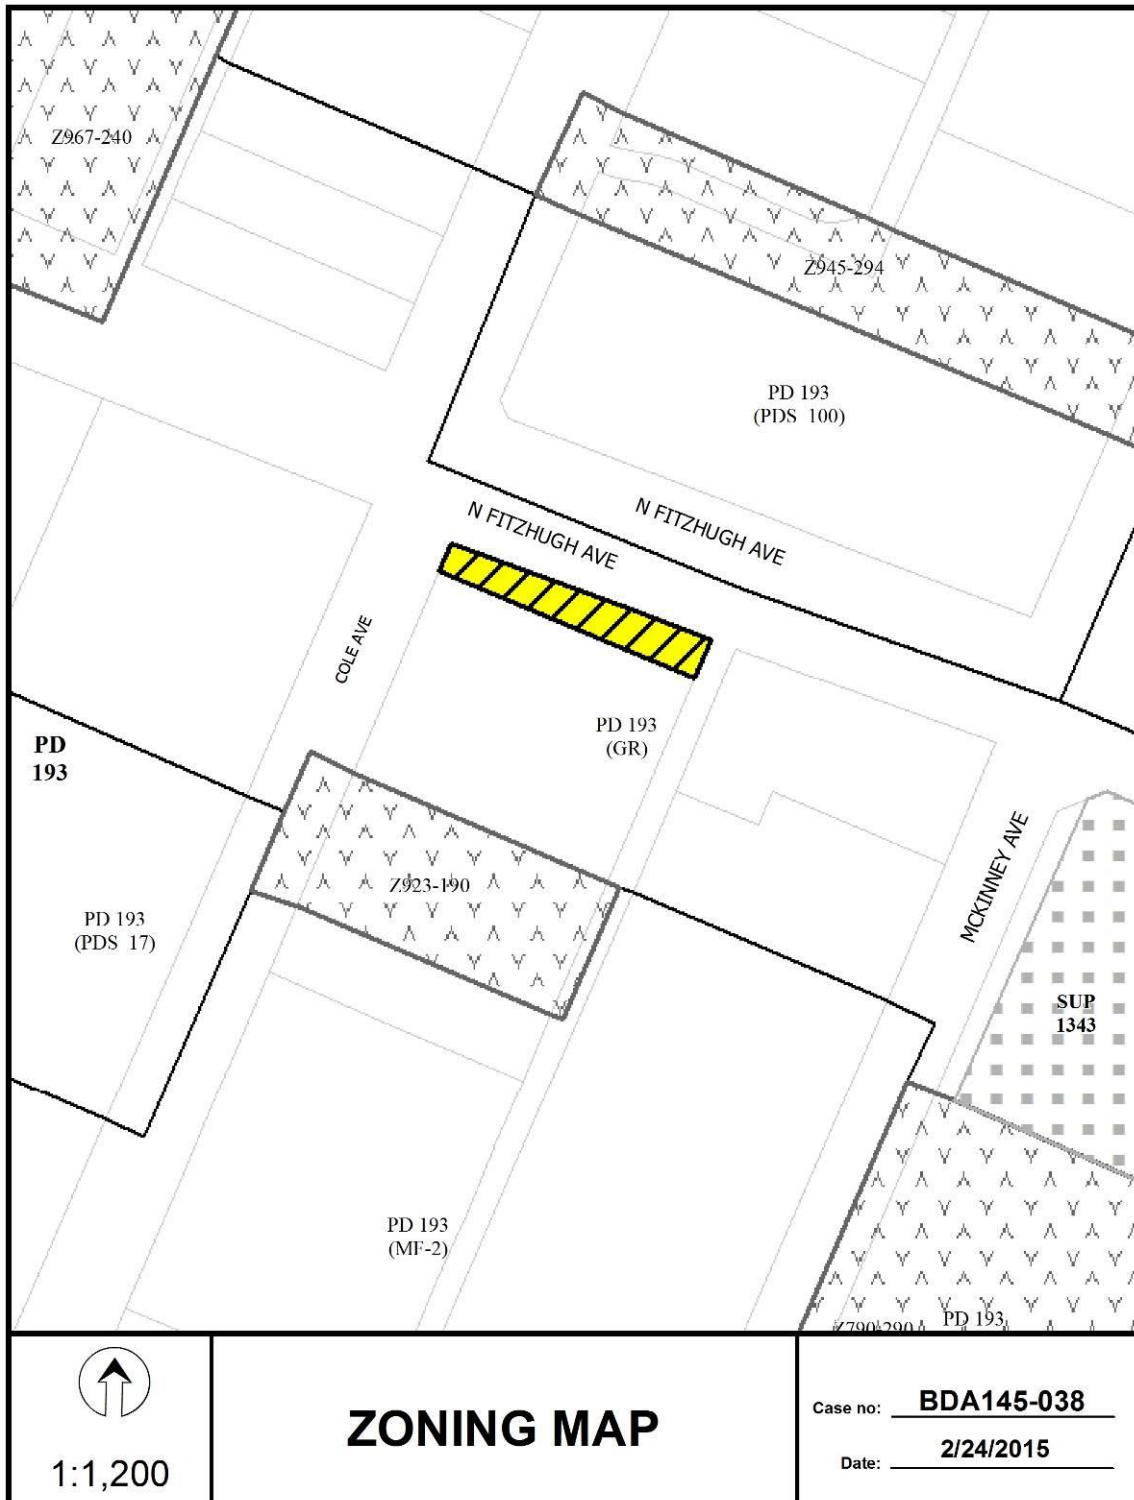 Z967-240
Z945-294
PD 193
(PDS 100)
N FITZHUGH AVE
N FITZHUGH AVE
COLE AVE
PD 193
(GR)
PD
193
Z923-190
MCKINNEY AVE
PD 193
(PDS 17)
SUP
1343
PD 193
(MF-2)
PD 193
Z790-290
1:1,200
ZONING MAP
Case no: BDA145-038
Date: 2/24/2015